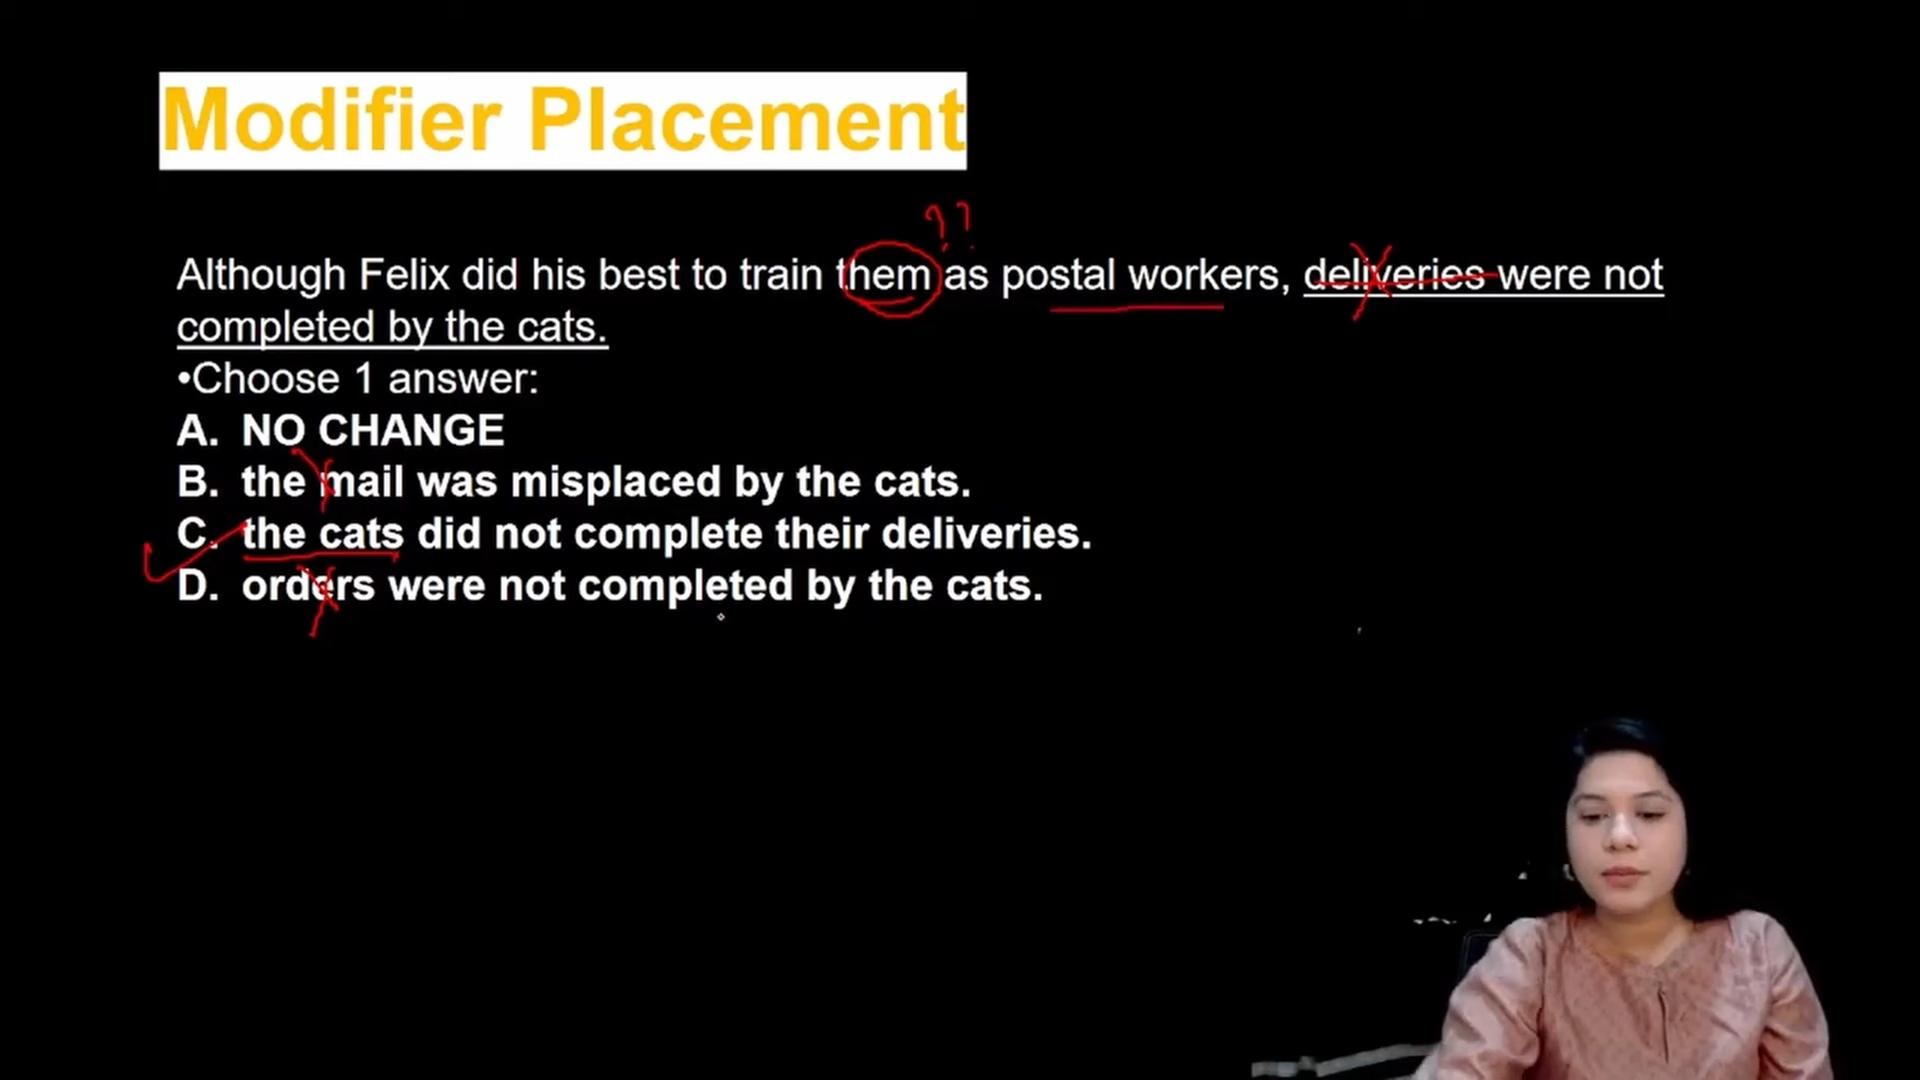 Modifier Placement
??
Although Felix did his best to train them as postal workers, deliveries were not
completed by the cats.
•Choose 1 answer:
A. NO CHANGE
B. the mail was misplaced by the cats.
C. the cats did not complete their deliveries.
D. orders were not completed by the cats.